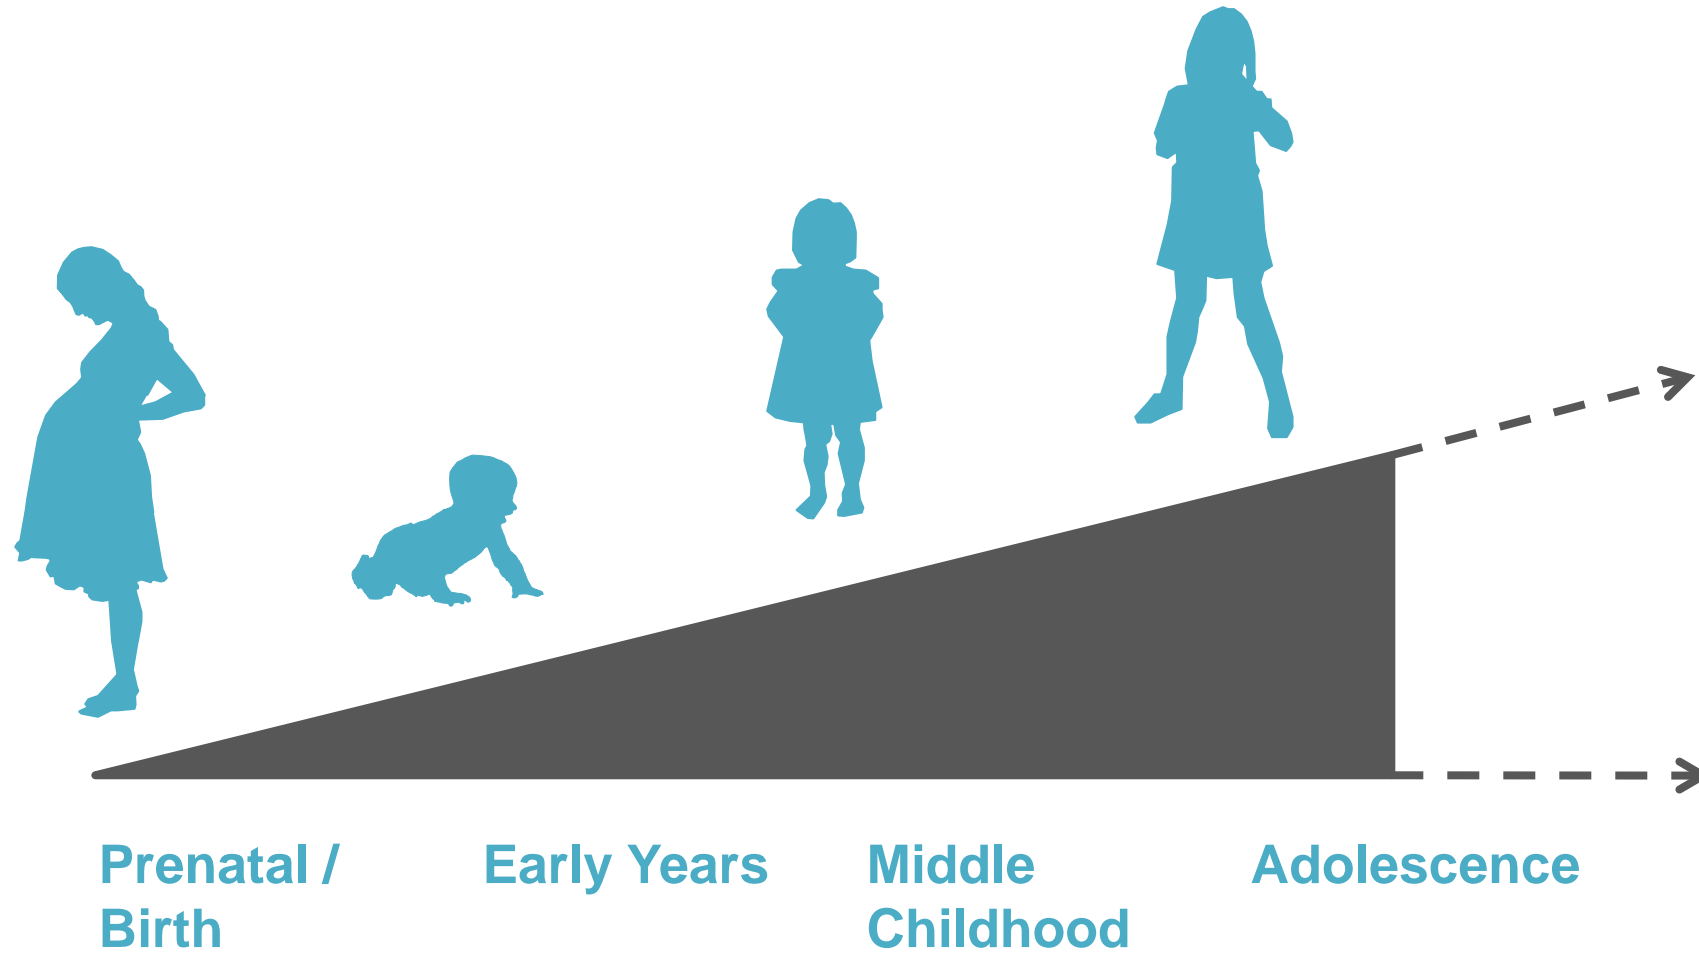 Prenatal /
Birth
Early Years
Middle
Childhood
Adolescence